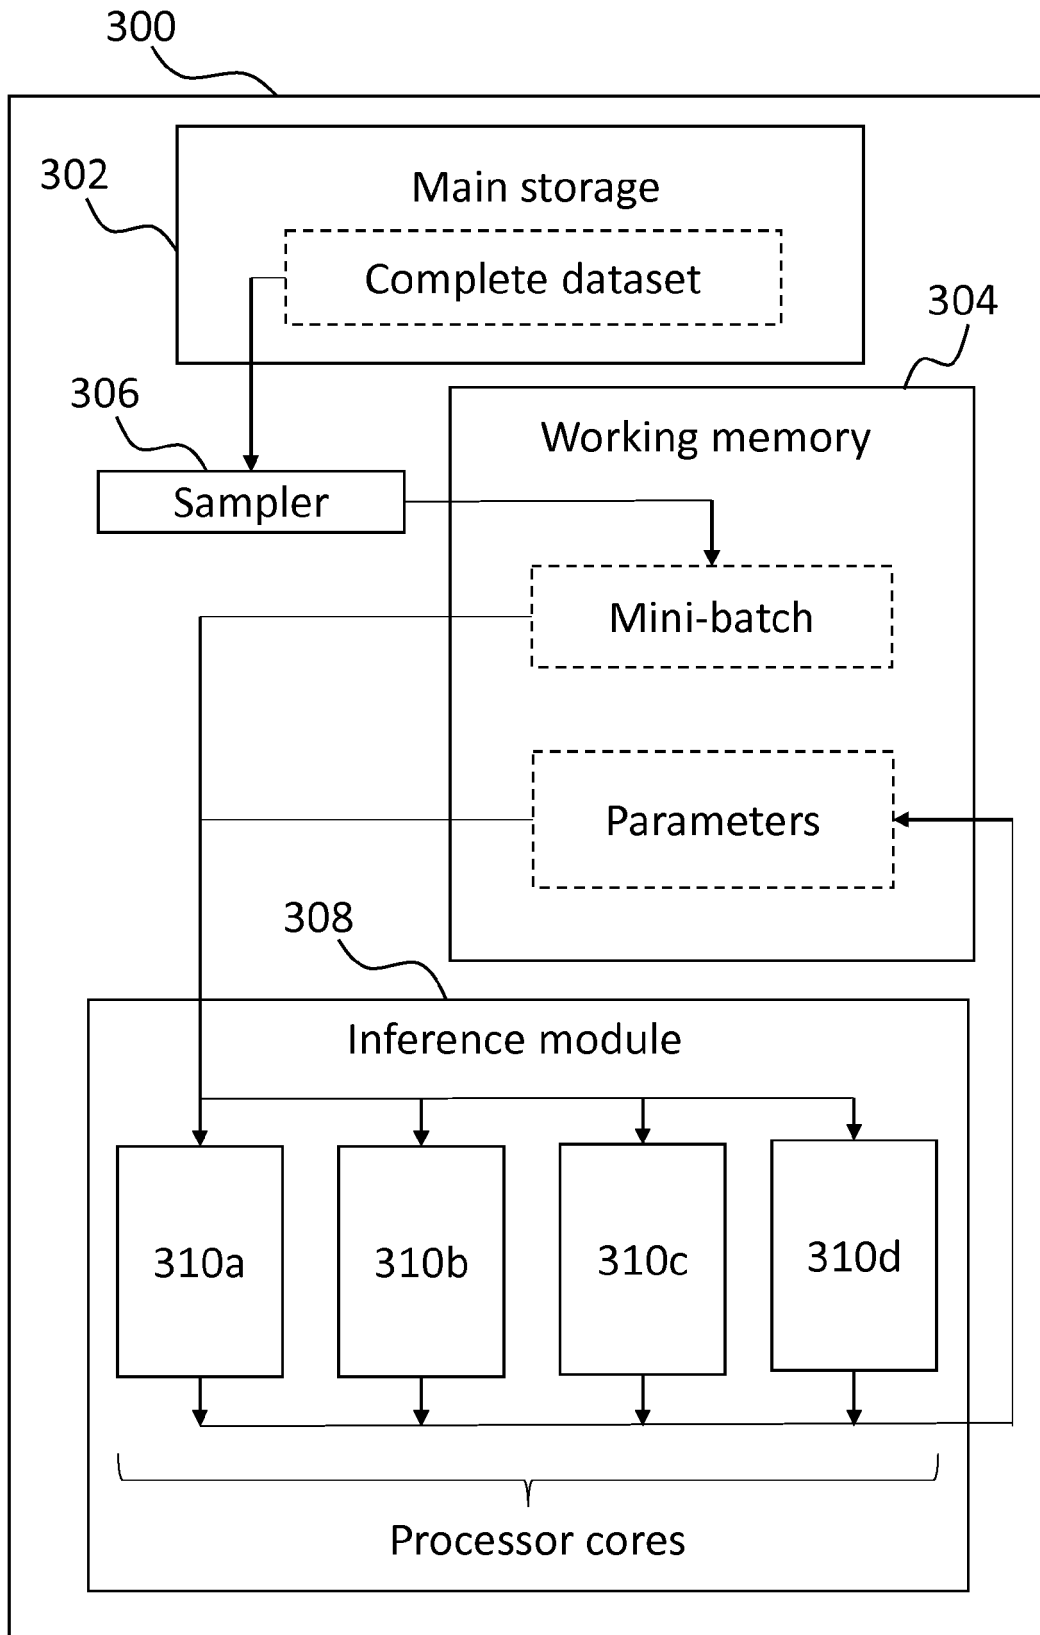 300
302
Main storage
Complete dataset
304
306
Working memory
Sampler
Mini-batch
Parameters
308
Inference module
310a
310b
310c
310d
Processor cores